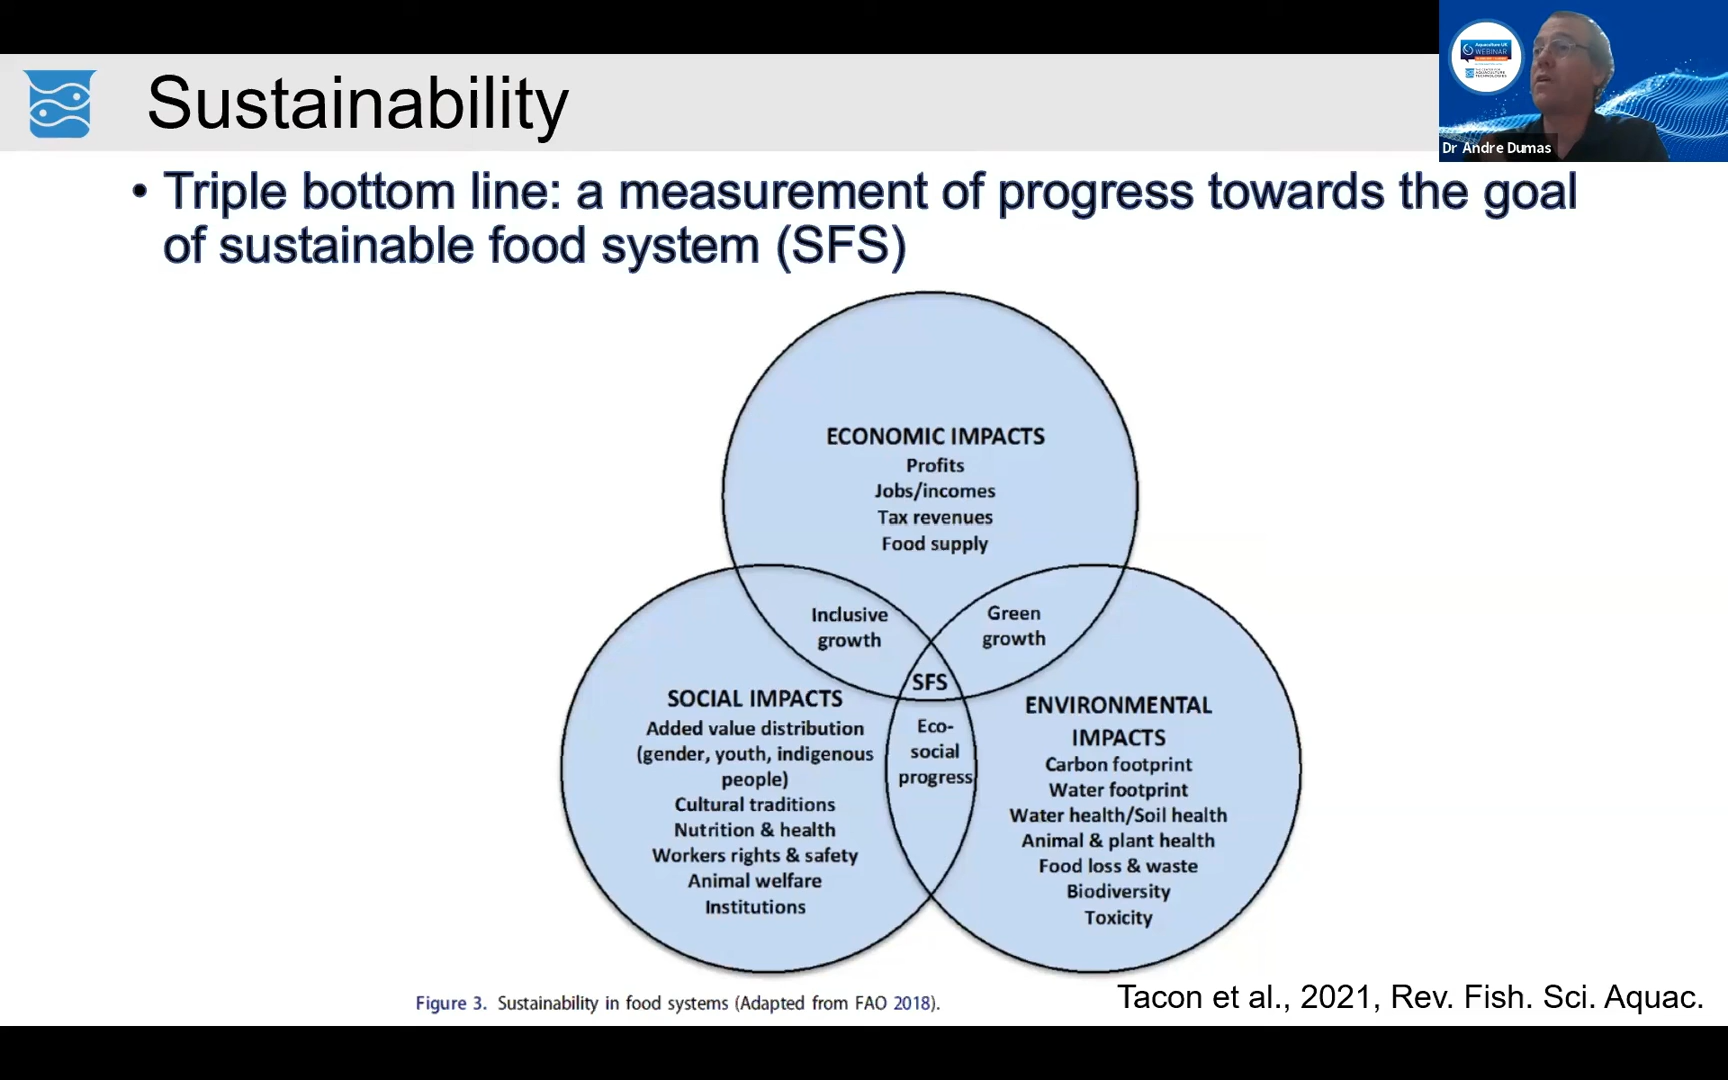 Sustainability
Aquaculture UK
WEBINAR
Dr Andre Dumas
• Triple bottom line: a measurement of progress towards the goal
of sustainable food system (SFS)
ECONOMIC IMPACTS
Profits
Jobs/incomes
Tax revenues
Food supply
Inclusive
growth
Green
growth
SFS
SOCIAL IMPACTS
Added value distribution
(gender, youth, indigenous
people)
Cultural traditions
Nutrition & health
Workers rights & safety
Animal welfare
Institutions
Eco-
social
progress
ENVIRONMENTAL
IMPACTS
Carbon footprint
Water footprint
Water health/Soil health
Animal & plant health
Food loss & waste
Biodiversity
Toxicity
Figure 3. Sustainability in food systems (Adapted from FAO 2018).
Tacon et al., 2021, Rev. Fish. Sci. Aquac.